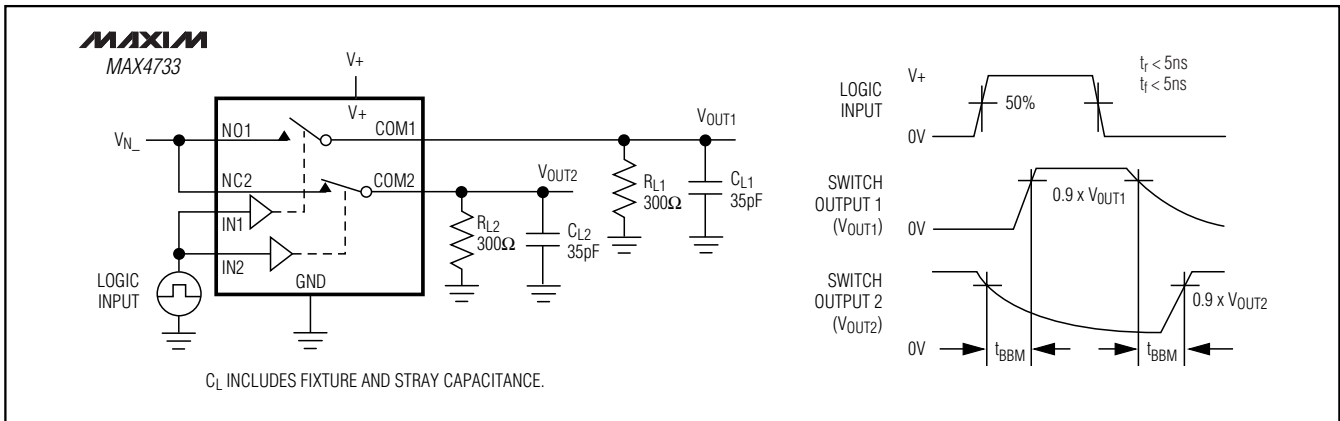 MAXIM
MAX4733
V+
V+
V_N_
NO1
COM1
V_OUT1
NC2
COM2
V_OUT2
IN1
IN2
R_L1
300Ω
C_L1
35pF
R_L2
300Ω
C_L2
35pF
LOGIC
INPUT
GND
C_L INCLUDES FIXTURE AND STRAY CAPACITANCE.
LOGIC
INPUT
V+
0V
50%
t_r < 5ns
t_f < 5ns
SWITCH
OUTPUT 1
(V_OUT1)
0V
0.9 x V_OUT1
SWITCH
OUTPUT 2
(V_OUT2)
0V
0.9 x V_OUT2
t_BBM
t_BBM